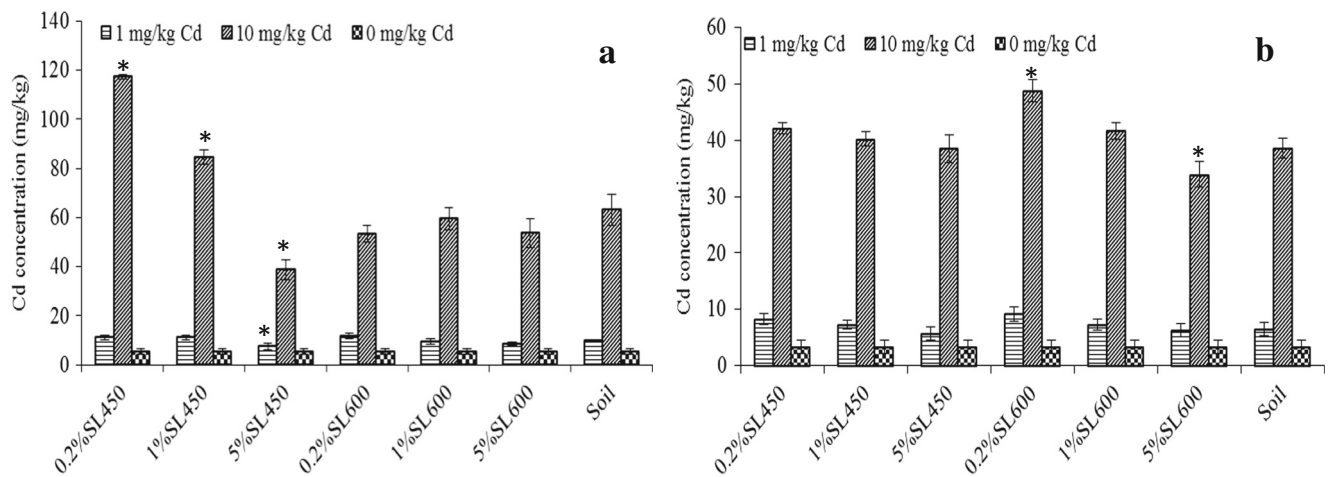 140
120
100
80
60
40
20
0
Cd concentration (mg/kg)
1 mg/kg Cd 10 mg/kg Cd 0 mg/kg Cd
a
*
*
*
*
0.2%SL450
1%SL450
5%SL450
0.2%SL600
1%SL600
5%SL600
Soil
60
50
40
30
20
10
0
Cd concentration (mg/kg)
1 mg/kg Cd 10 mg/kg Cd 0 mg/kg Cd
b
*
*
0.2%SL450
1%SL450
5%SL450
0.2%SL600
1%SL600
5%SL600
Soil